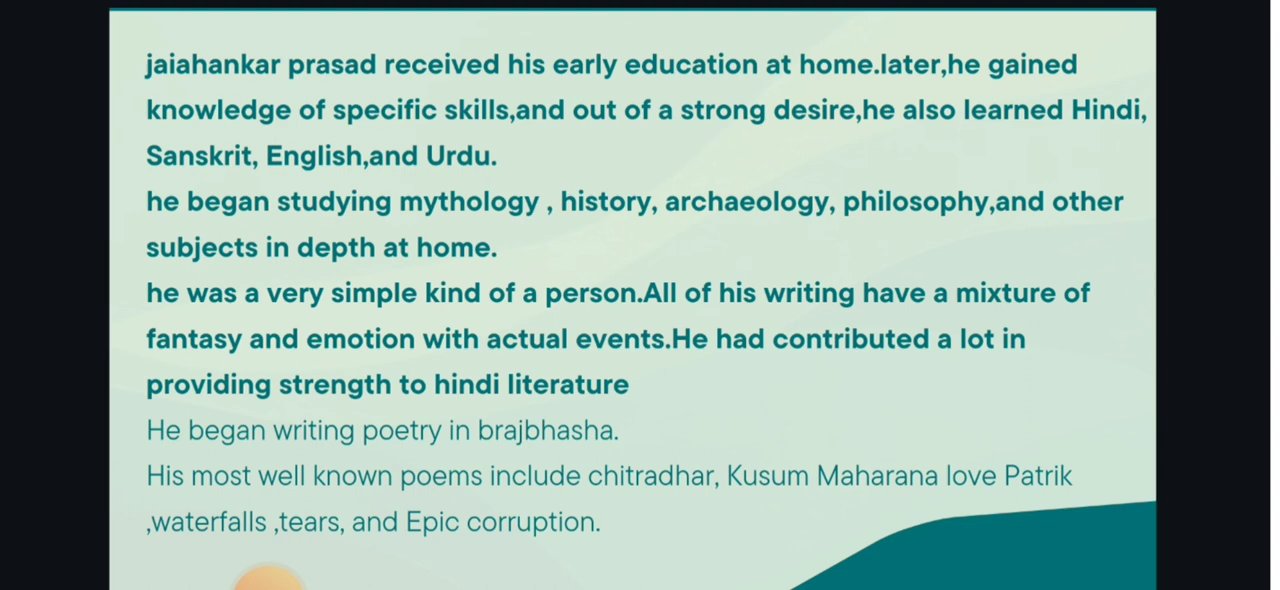 jaiahankar prasad received his early education at home.later,he gained
knowledge of specific skills,and out of a strong desire,he also learned Hindi,
Sanskrit, English,and Urdu.
he began studying mythology , history, archaeology, philosophy,and other
subjects in depth at home.
he was a very simple kind of a person.All of his writing have a mixture of
fantasy and emotion with actual events.He had contributed a lot in
providing strength to hindi literature
He began writing poetry in brajbhasha.
His most well known poems include chitradhar, Kusum Maharana love Patrik
,waterfalls ,tears, and Epic corruption.